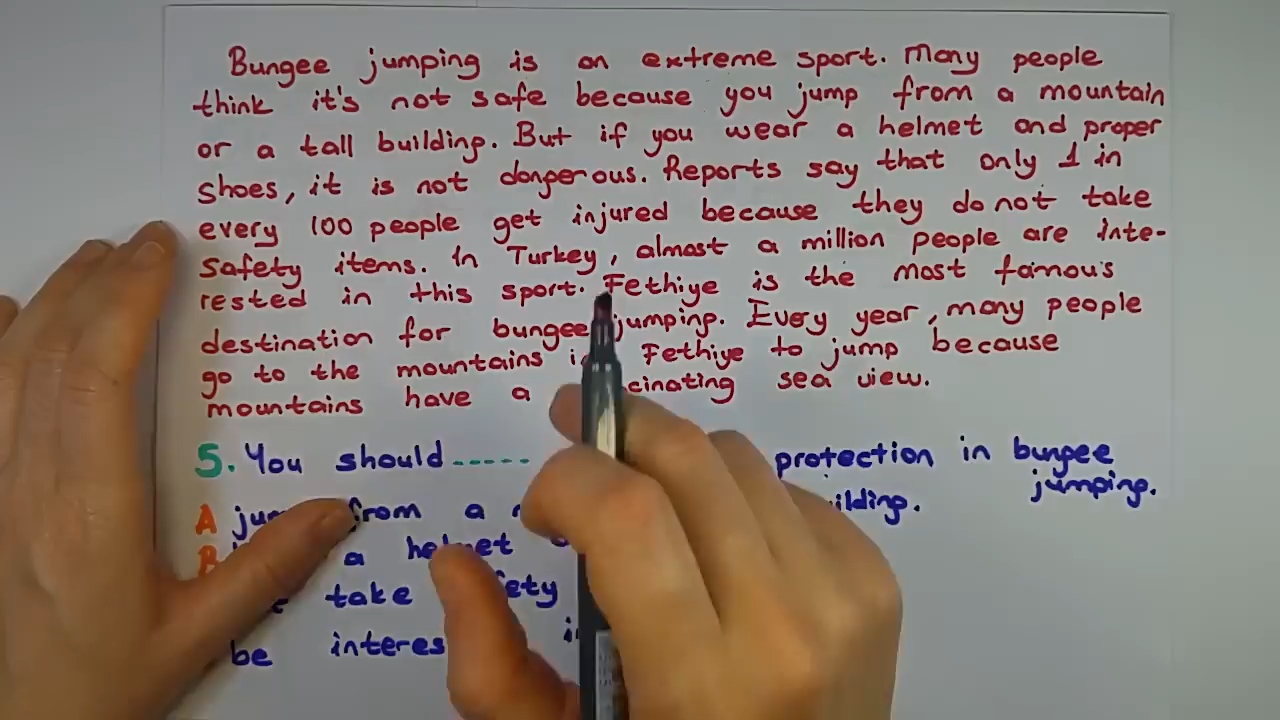 Bungee jumping is an extreme sport. Many people
think it's not safe because you jump from a mountain
or a tall building. But if you wear a helmet and proper
shoes, it is not dangerous. Reports say that only 1 in
every 100 people get injured because they do not take
safety items. In Turkey, almost a million people are inte-
rested in this sport. Fethiye is the most famous
destination for bungee jumping. Every year, many people
go to the mountains Fethiye to jump because
mountains have a cinating sea view.
5. You should ..... protection in bungee
jumping.
A from a
B a helmet
take
be